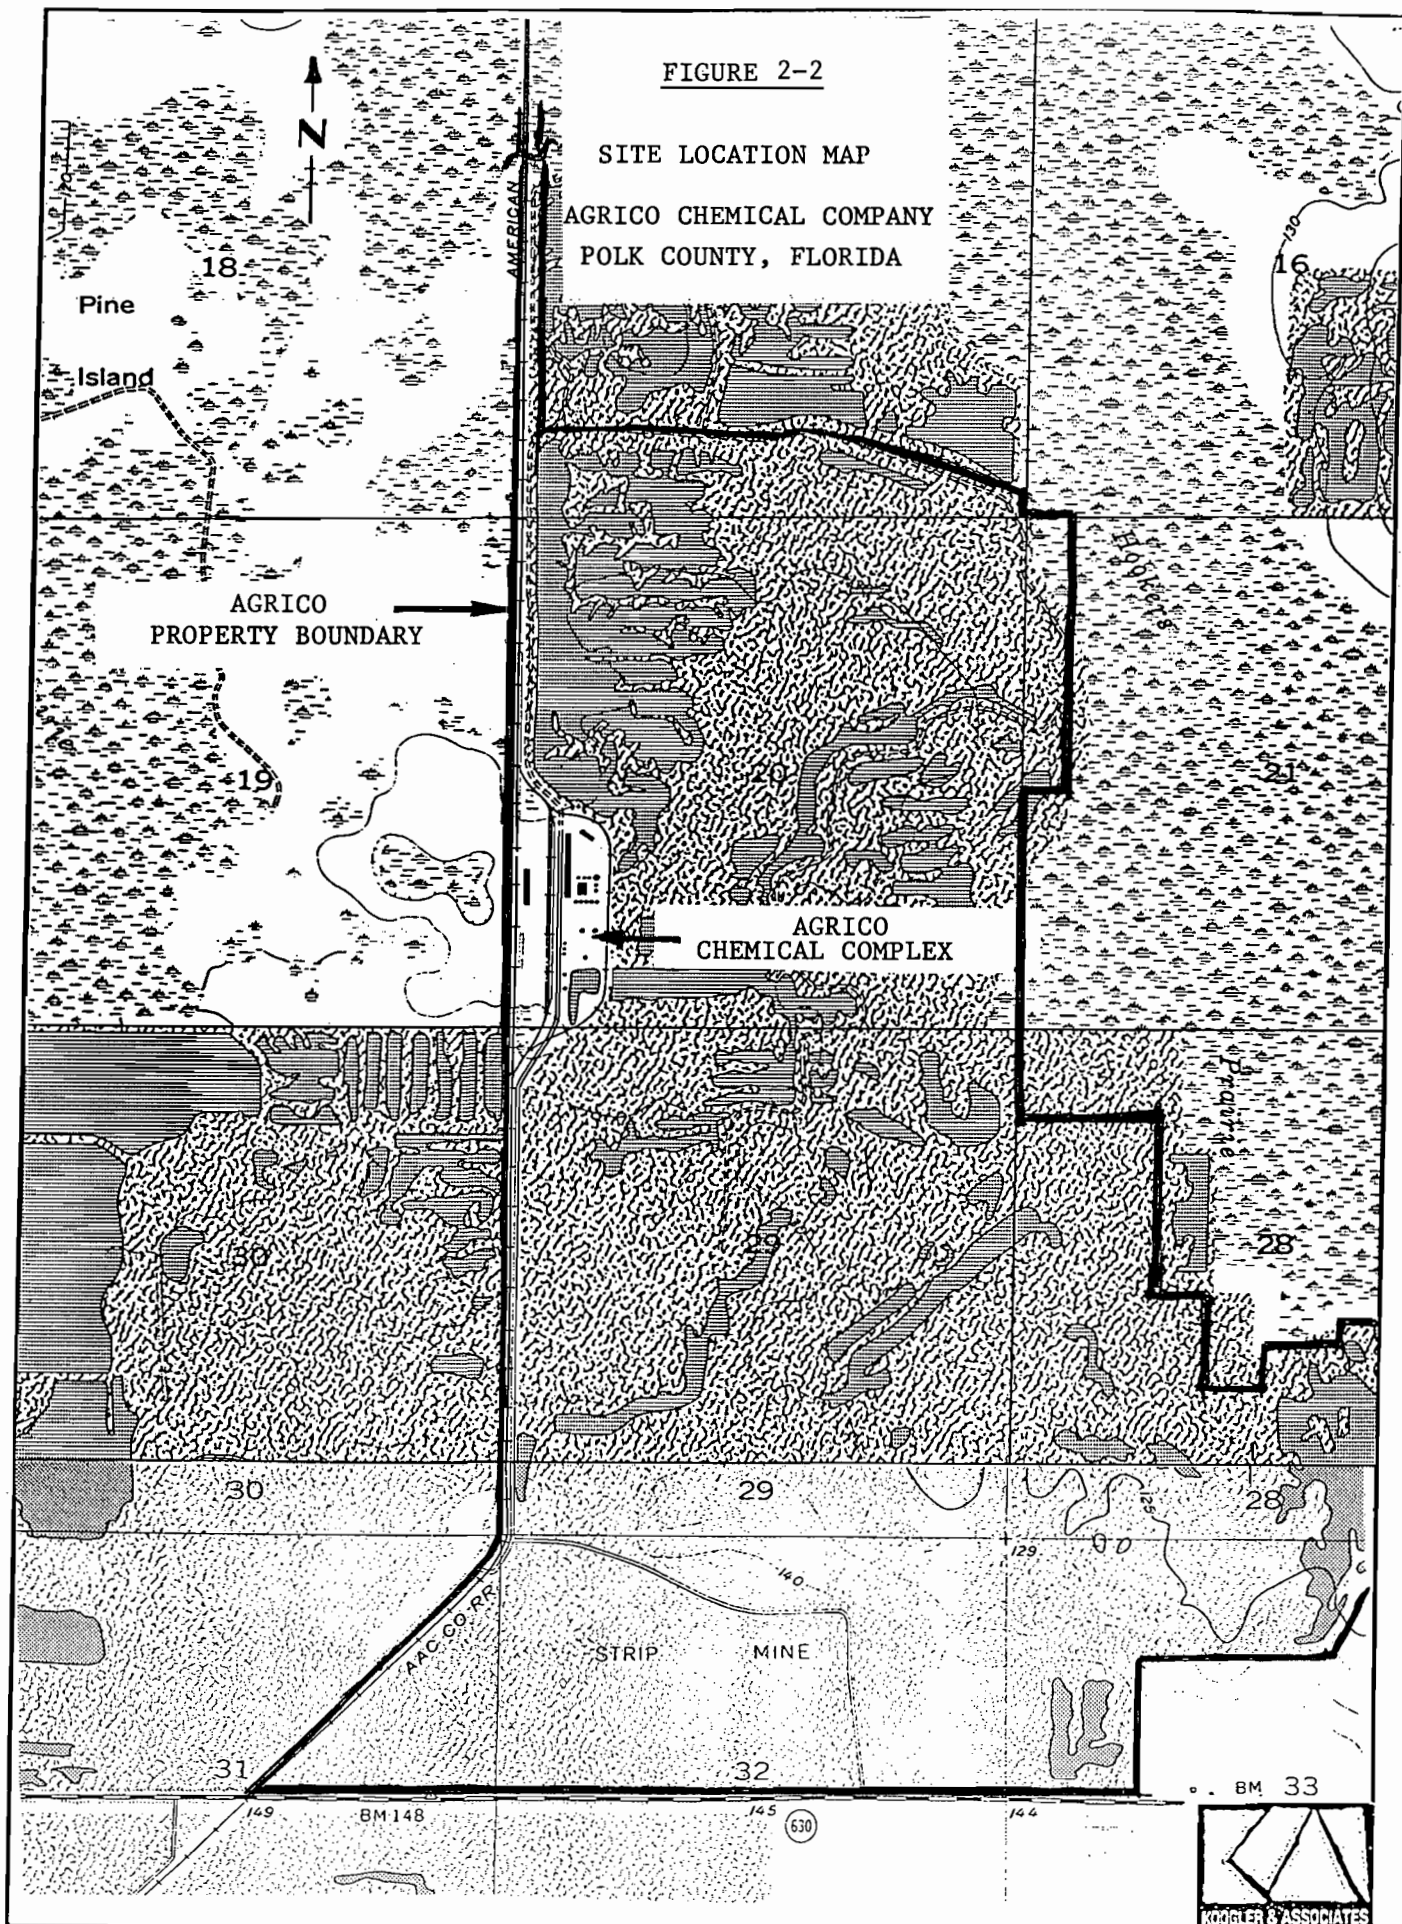 FIGURE 2-2
SITE LOCATION MAP
AGRICO CHEMICAL COMPANY
POLK COUNTY, FLORIDA
N
AMERICAN
120
18
Pine
Island
130
16
Hookers
AGRICO
PROPERTY BOUNDARY
19
20
21
AGRICO
CHEMICAL COMPLEX
Prairie
30
29
28
30
29
28
125
129
140
AAC CO RR
STRIP MINE
31
32
BM 33
149
BM 148
145
630
144
KOOGLER & ASSOCIATES